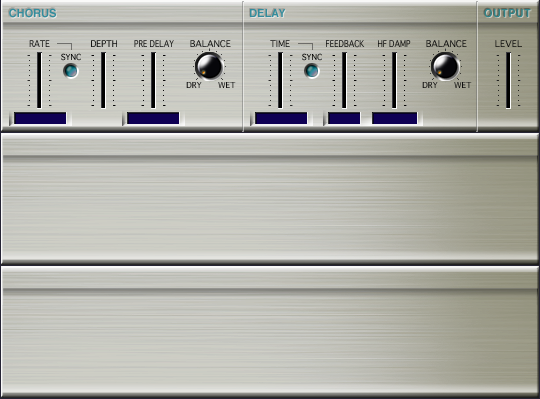 CHORUS DELAY OUTPUT
RATE DEPTH PRE DELAY BALANCE TIME FEEDBACK HF DAMP BALANCE LEVEL
SYNC SYNC
DRY WET DRY WET